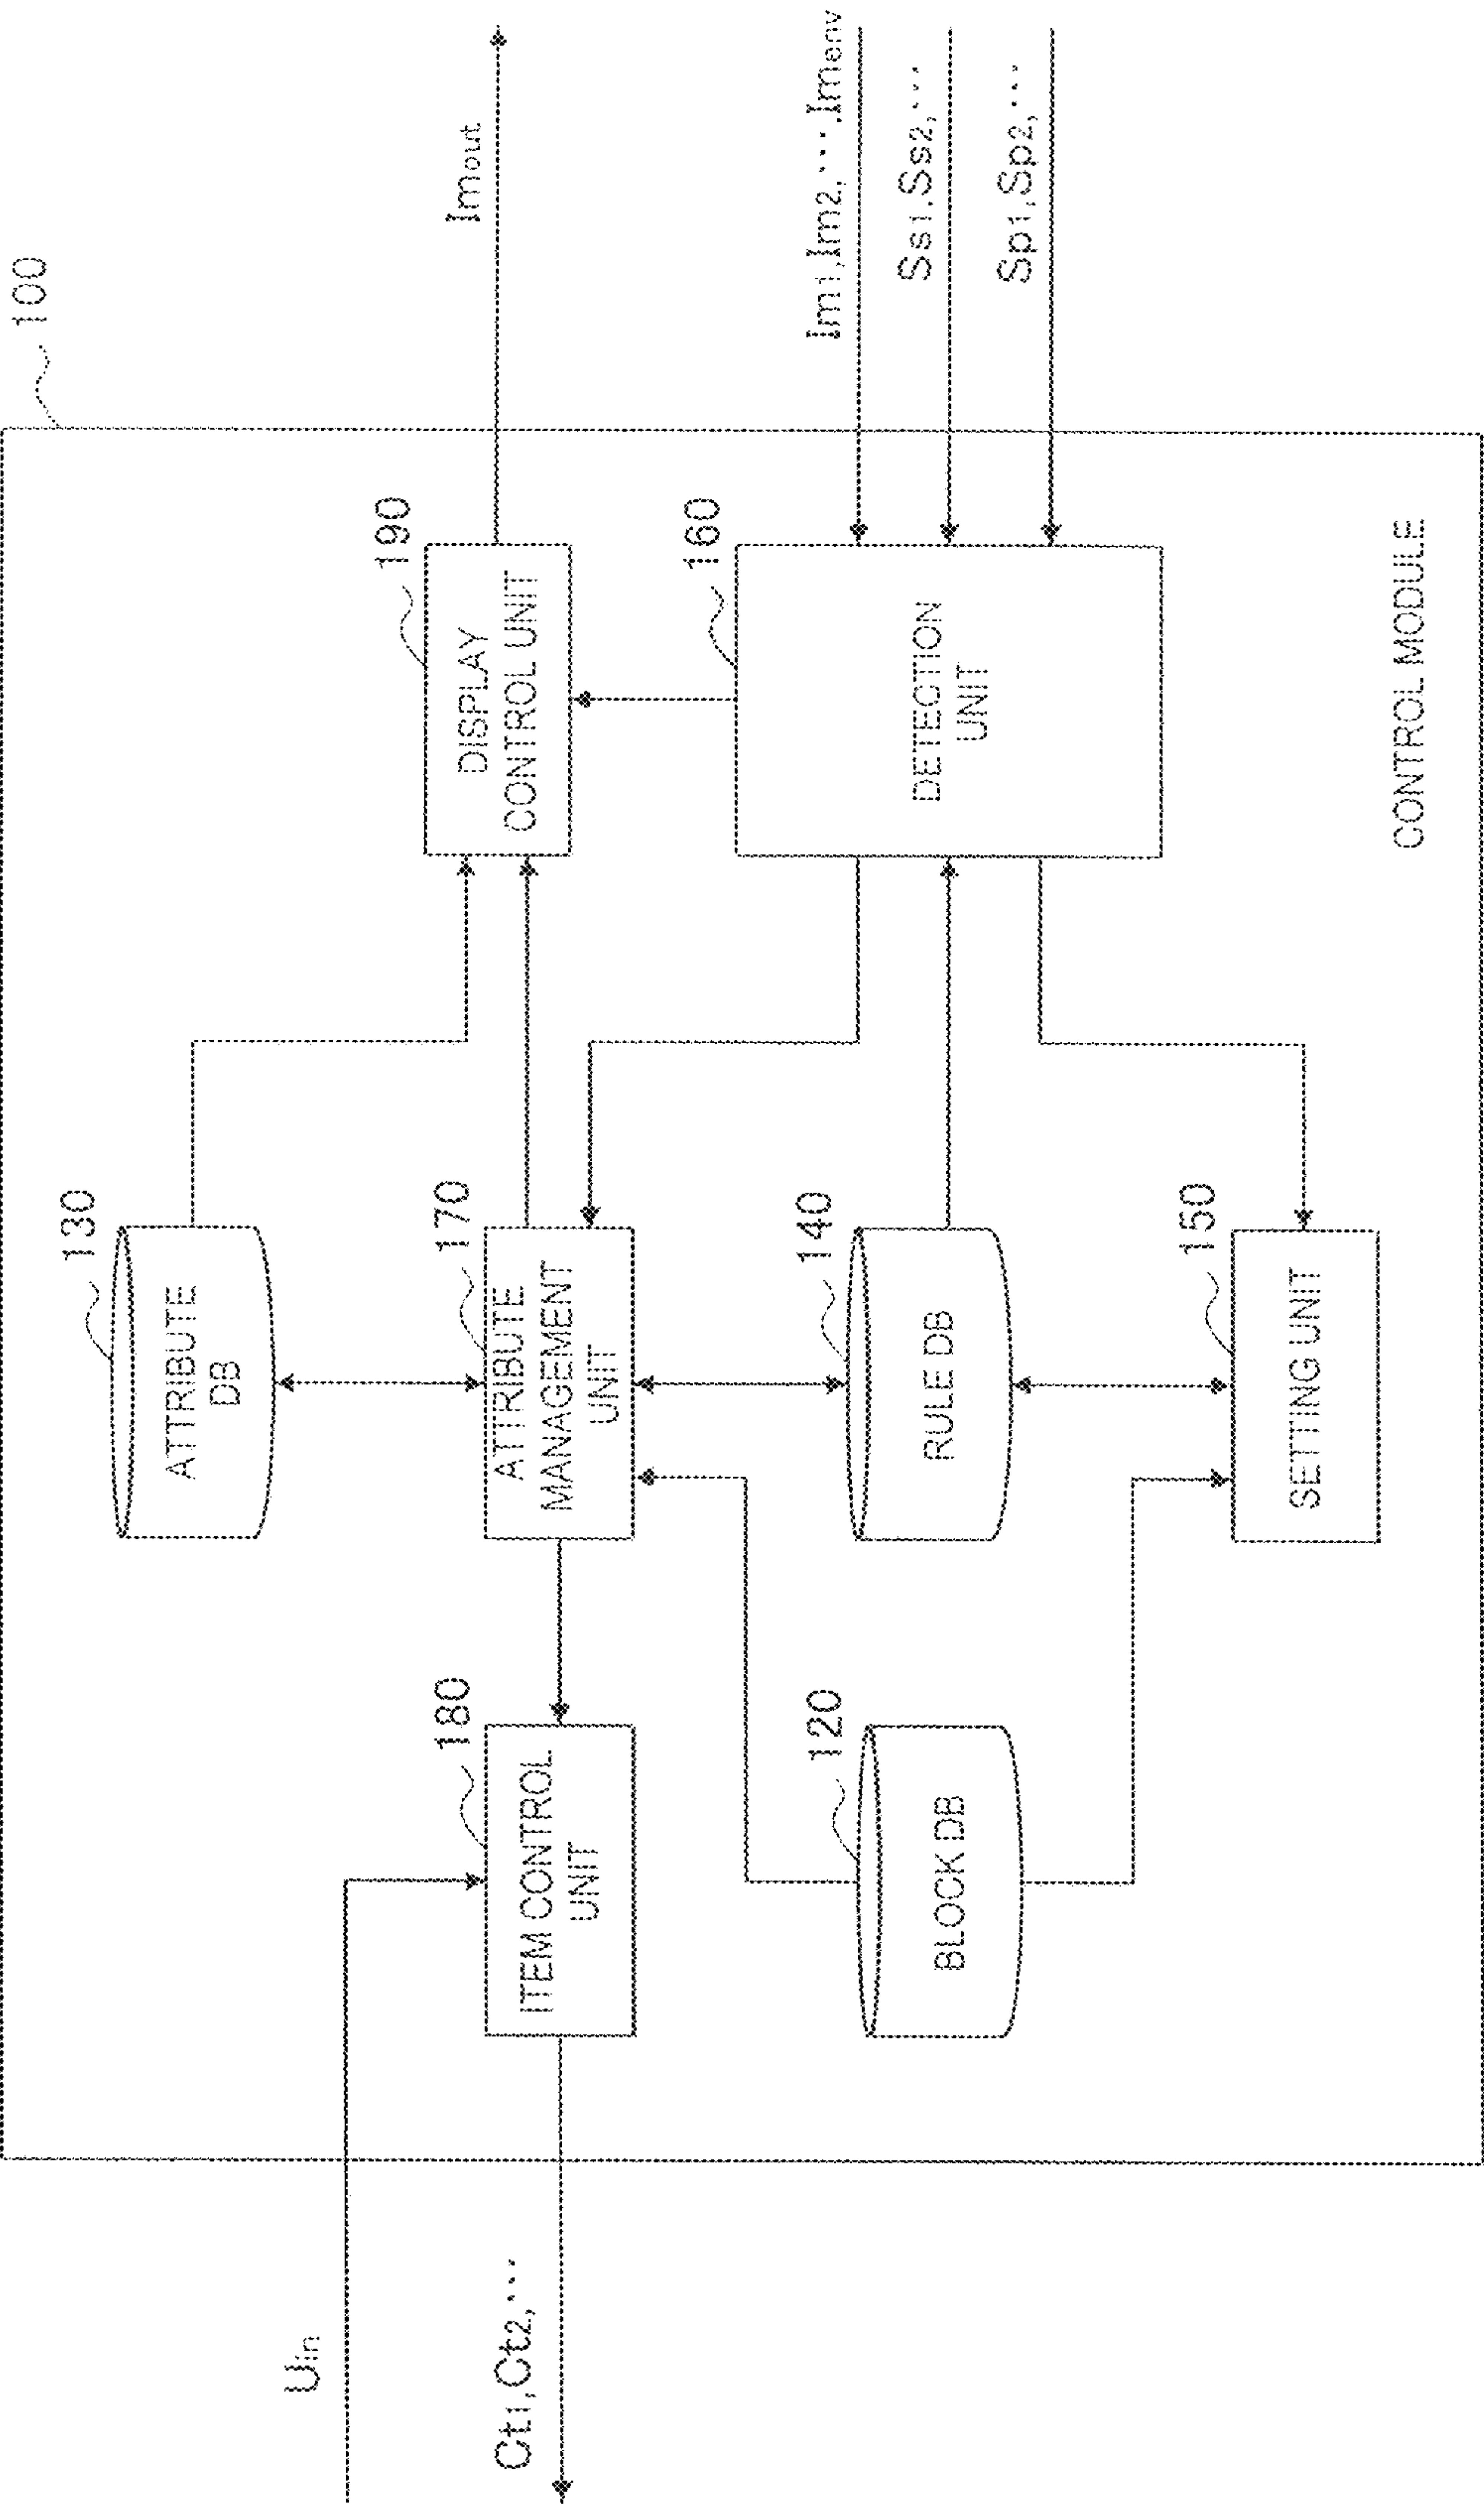 100
Uin
Ct1,Ct2,···
180
ITEM CONTROL
UNIT
130
ATTRIBUTE
DB
170
ATTRIBUTE
MANAGEMENT
UNIT
190
DISPLAY
CONTROL UNIT
Imout
120
BLOCK DB
140
RULE DB
160
DETECTION
UNIT
Im1,Im2,···,Imenv
Ss1,Ss2,···
Sp1,Sp2,···
150
SETTING UNIT
CONTROL MODULE